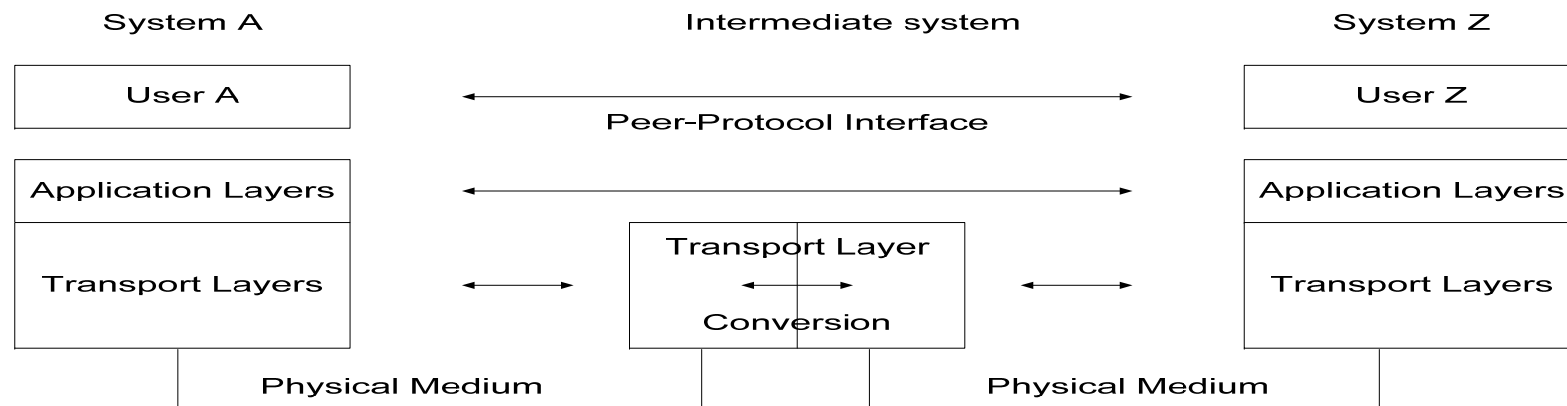 System A
Intermediate system
System Z
User A
User Z
Peer-Protocol Interface
Application Layers
Application Layers
Transport Layer
Transport Layers
Transport Layers
Conversion
Physical Medium
Physical Medium